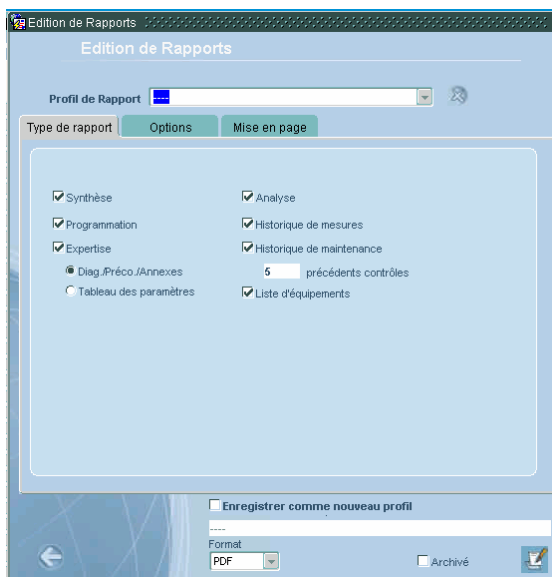 Edition de Rapports
Edition de Rapports
Profil de Rapport ----
Type de rapport Options Mise en page
Synthèse Analyse
Programmation Historique de mesures
Expertise Historique de maintenance
Diag./Préco./Annexes 5 précédents contrôles
Tableau des paramètres Liste d'équipements
Enregistrer comme nouveau profil
----
Format
PDF Archivé